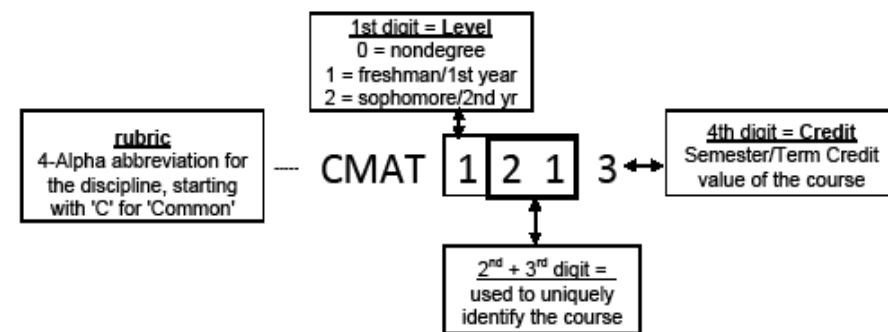 1st digit = Level
0 = nondegree
1 = freshman/1st year
2 = sophomore/2nd yr
rubric
4-Alpha abbreviation for
the discipline, starting
with 'C' for 'Common'
CMAT 1 2 1 3
4th digit = Credit
Semester/Term Credit
value of the course
2nd + 3rd digit =
used to uniquely
identify the course